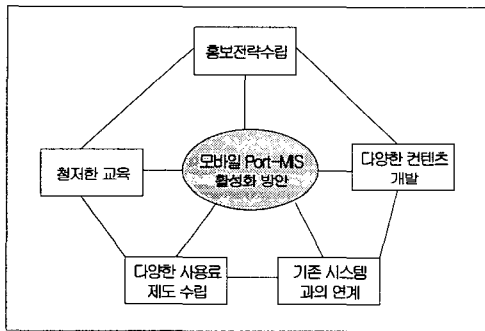 홍보전략수립
모바일 Port-MIS
활성화 방안
철저한 교육
다양한 컨텐츠
개발
다양한 사용료
제도 수립
기존 시스템
과의 연계